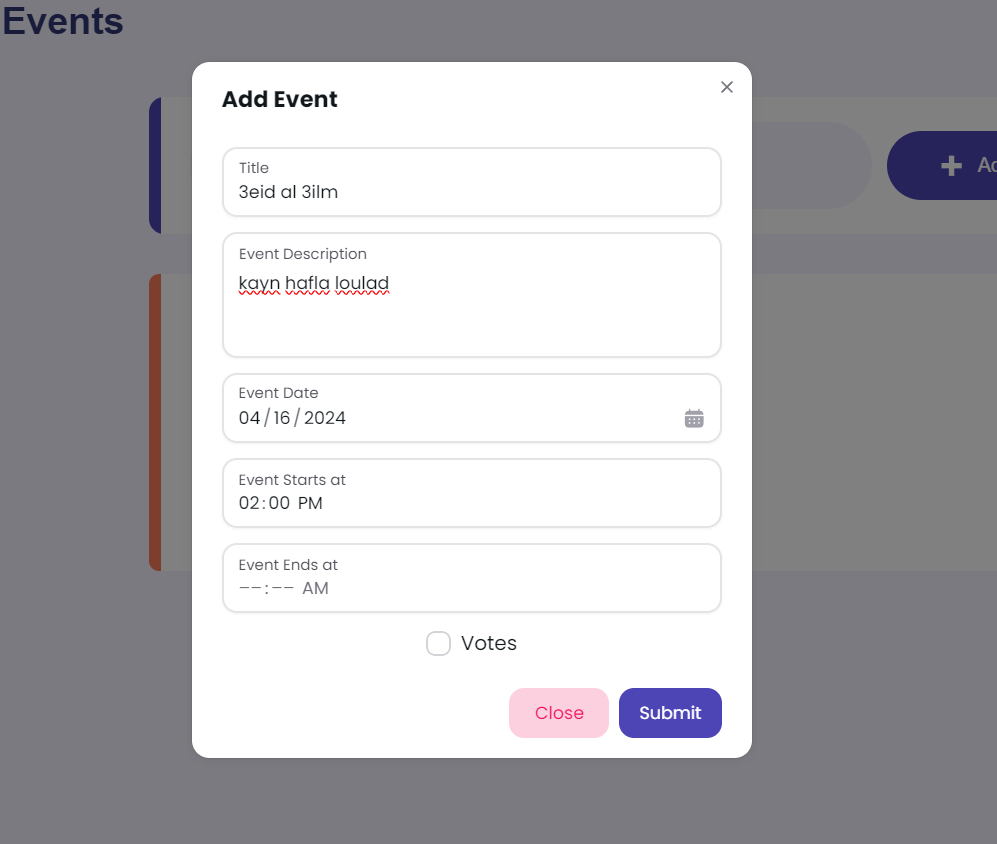 Events
Add Event
Title
3eid al 3ilm
Event Description
kayn hafla loulad
Event Date
04/16/2024
Event Starts at
02:00 PM
Event Ends at
--:-- AM
Votes
Close
Submit